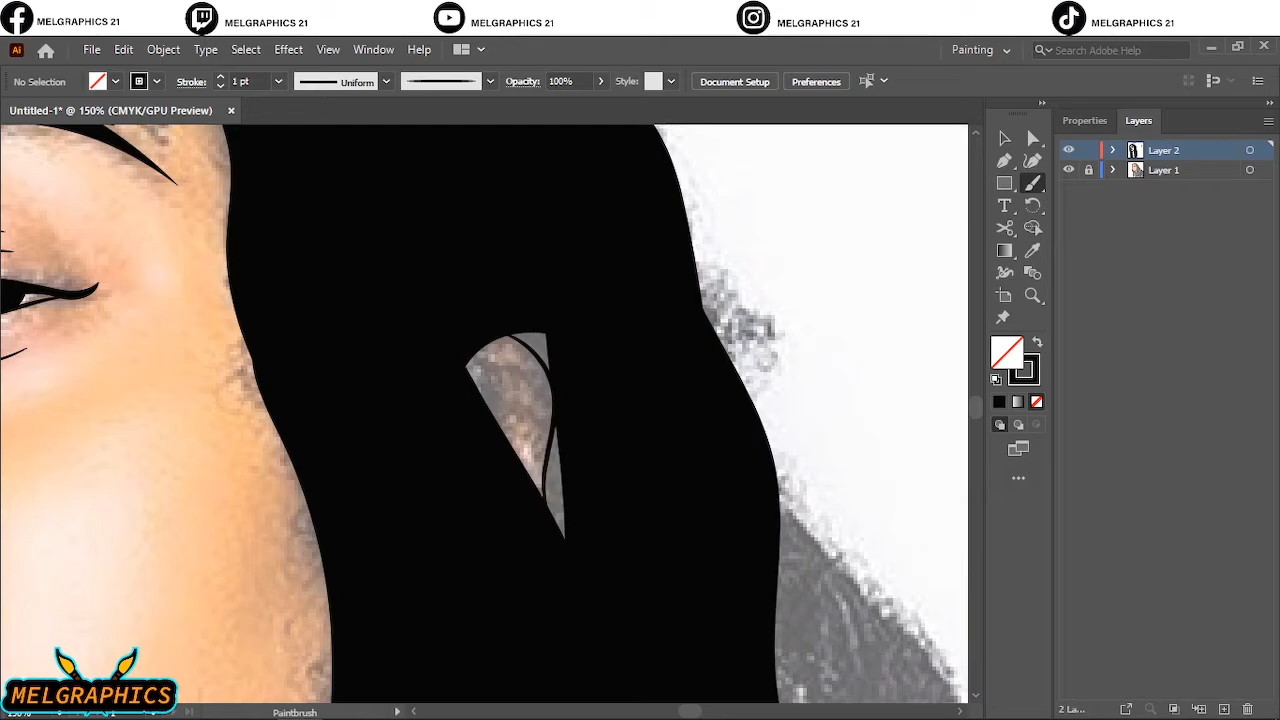 MELGRAPHICS 21 MELGRAPHICS 21 MELGRAPHICS 21 MELGRAPHICS 21 MELGRAPHICS 21
Ai File Edit Object Type Select Effect View Window Help Painting Search Adobe Help
No Selection Stroke: 1 pt Uniform Opacity: 100% Style: Document Setup Preferences
Untitled-1* @ 150% (CMYK/GPU Preview)
Properties Layers
Layer 2
Layer 1
MELGRAPHICS
Paintbrush
2 La...